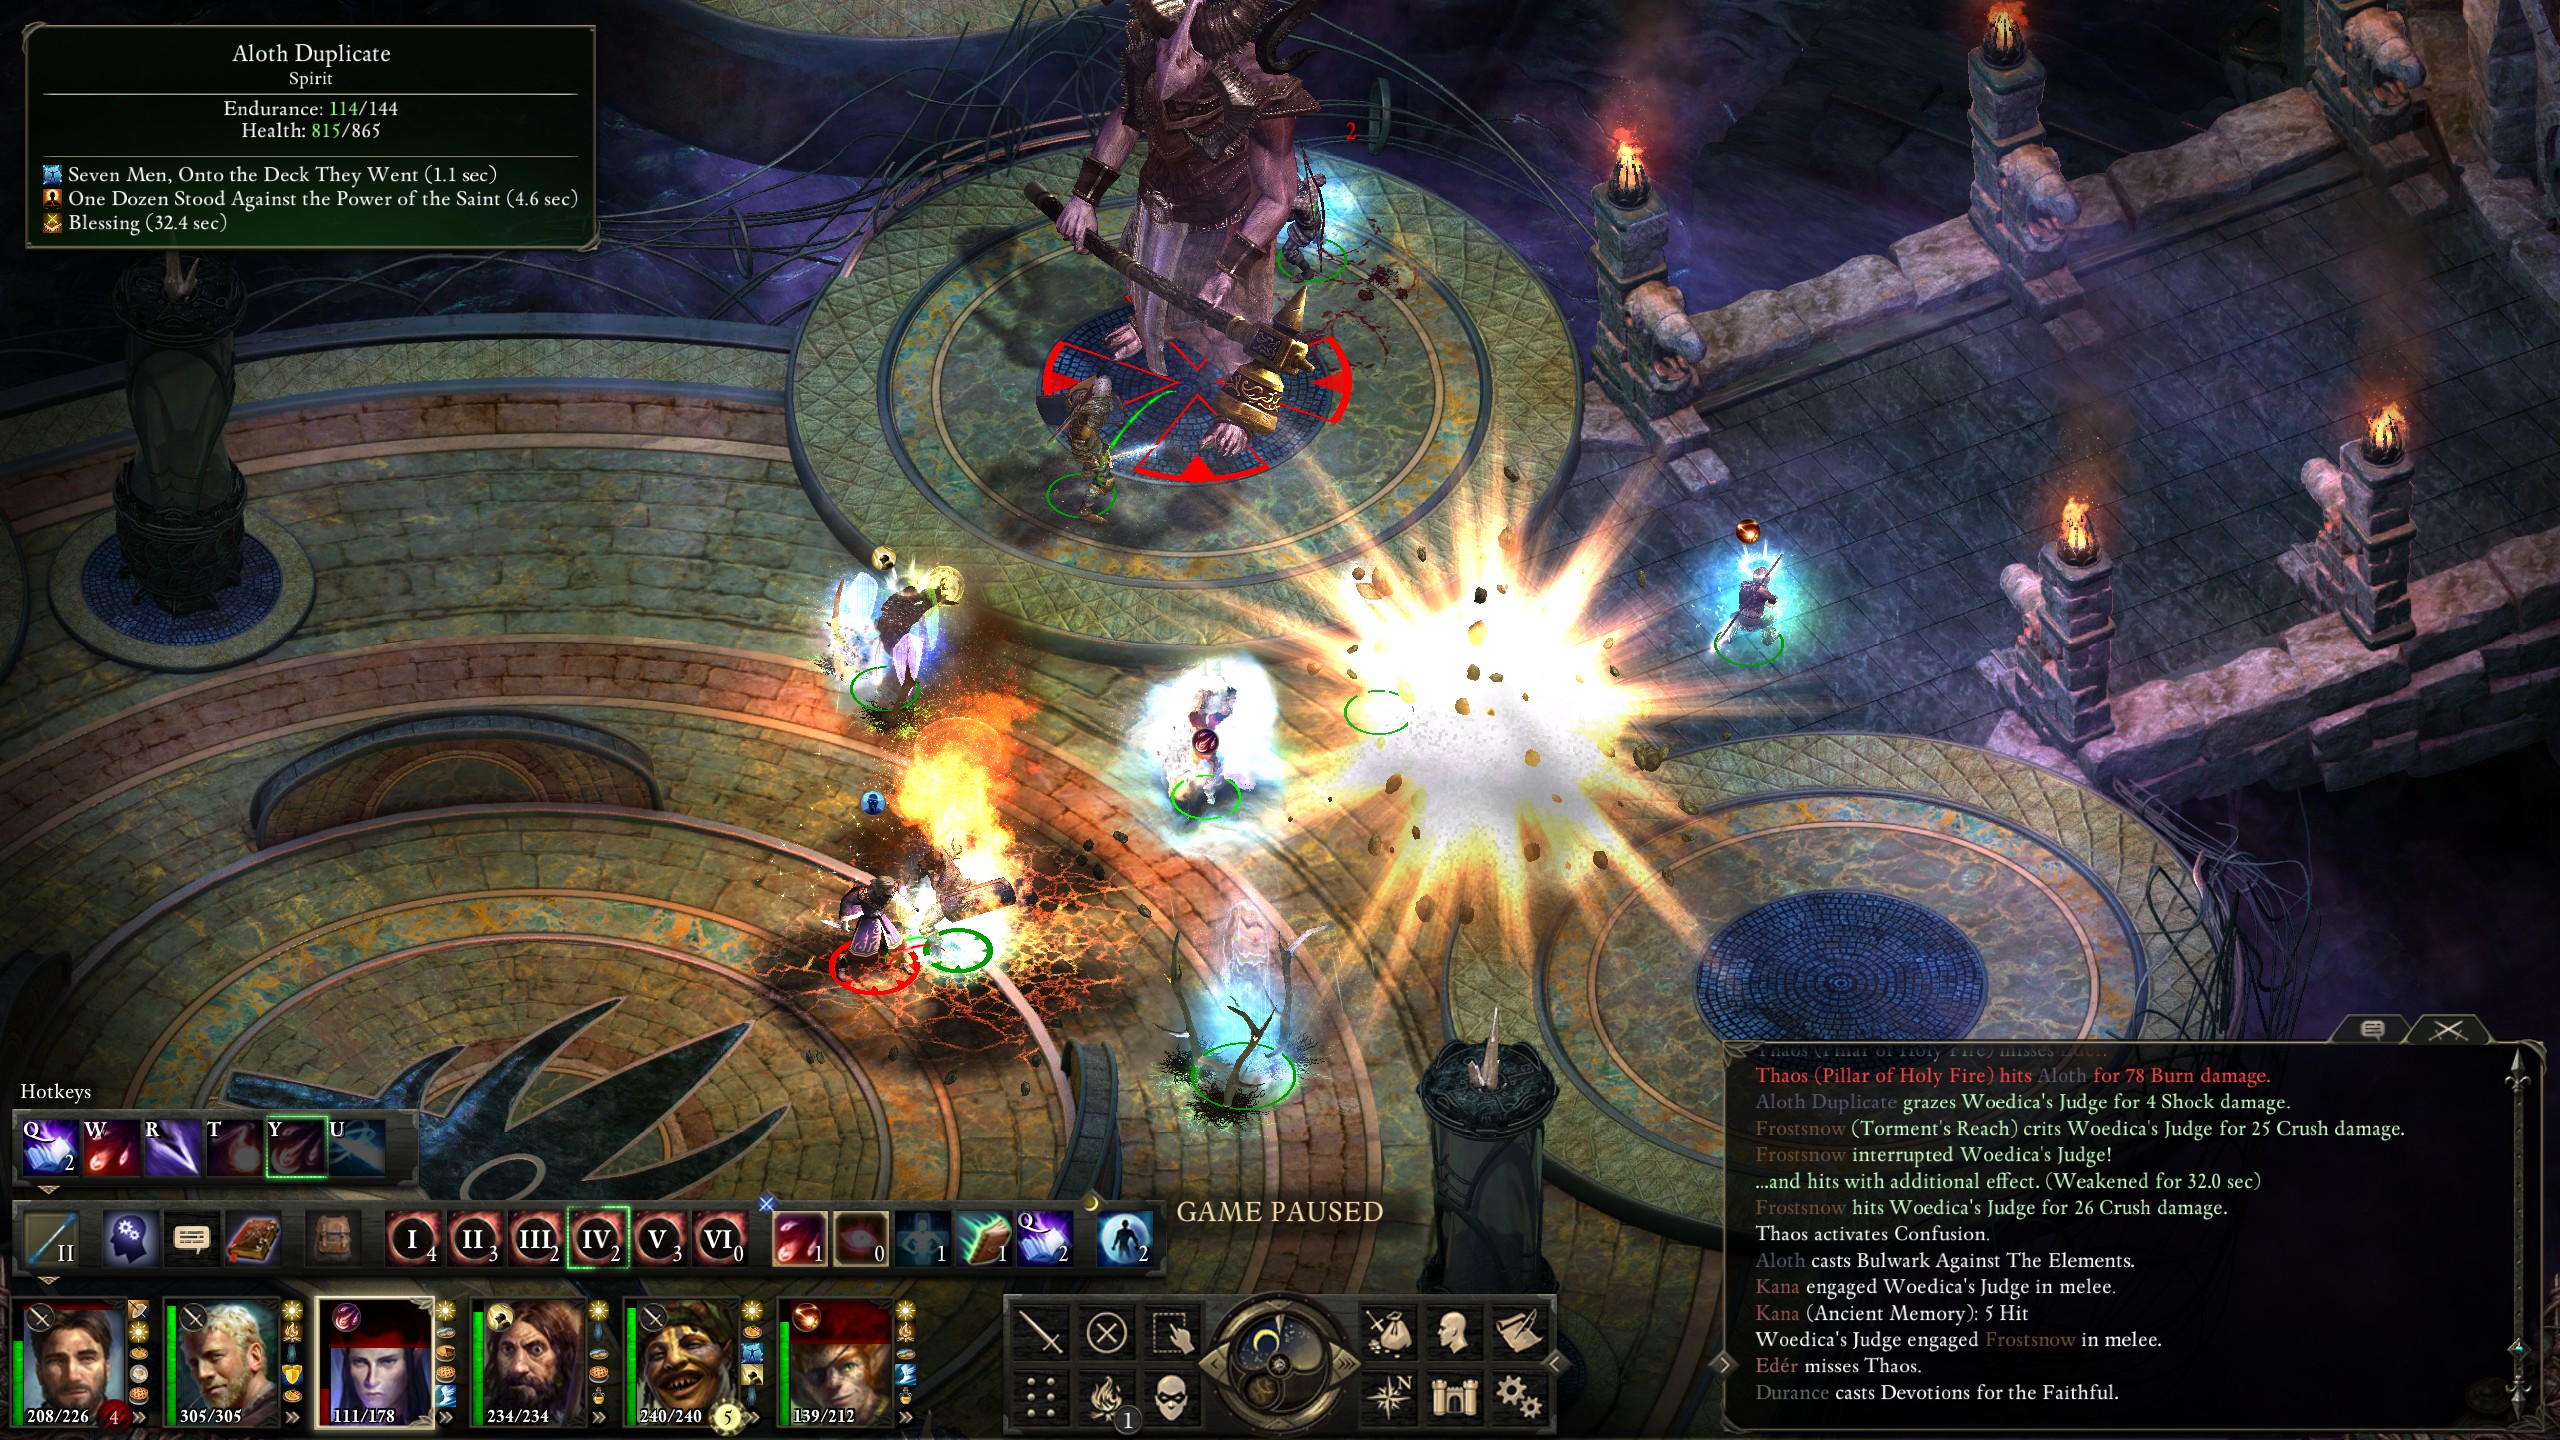 Aloth Duplicate
Spirit
Endurance: 114/144
Health: 815/865
Seven Men, Onto the Deck They Went (1.1 sec)
One Dozen Stood Against the Power of the Saint (4.6 sec)
Blessing (32.4 sec)
2
14
Thaos (Pillar of Holy Fire) misses Edér.
Thaos (Pillar of Holy Fire) hits Aloth for 78 Burn damage.
Aloth Duplicate grazes Woedica's Judge for 4 Shock damage.
Frostsnow (Torment's Reach) crits Woedica's Judge for 25 Crush damage.
Frostsnow interrupted Woedica's Judge!
...and hits with additional effect. (Weakened for 32.0 sec)
Frostsnow hits Woedica's Judge for 26 Crush damage.
Thaos activates Confusion.
Aloth casts Bulwark Against The Elements.
Kana engaged Woedica's Judge in melee.
Kana (Ancient Memory): 5 Hit
Woedica's Judge engaged Frostsnow in melee.
Edér misses Thaos.
Durance casts Devotions for the Faithful.
Hotkeys
Q 2 W R T Y U
GAME PAUSED
II I 4 II 3 III 2 IV 2 V 3 VI 0 1 0 1 1 Q 2 2
208/226 4 305/305 111/178 234/234 240/240 5 139/212
N
1